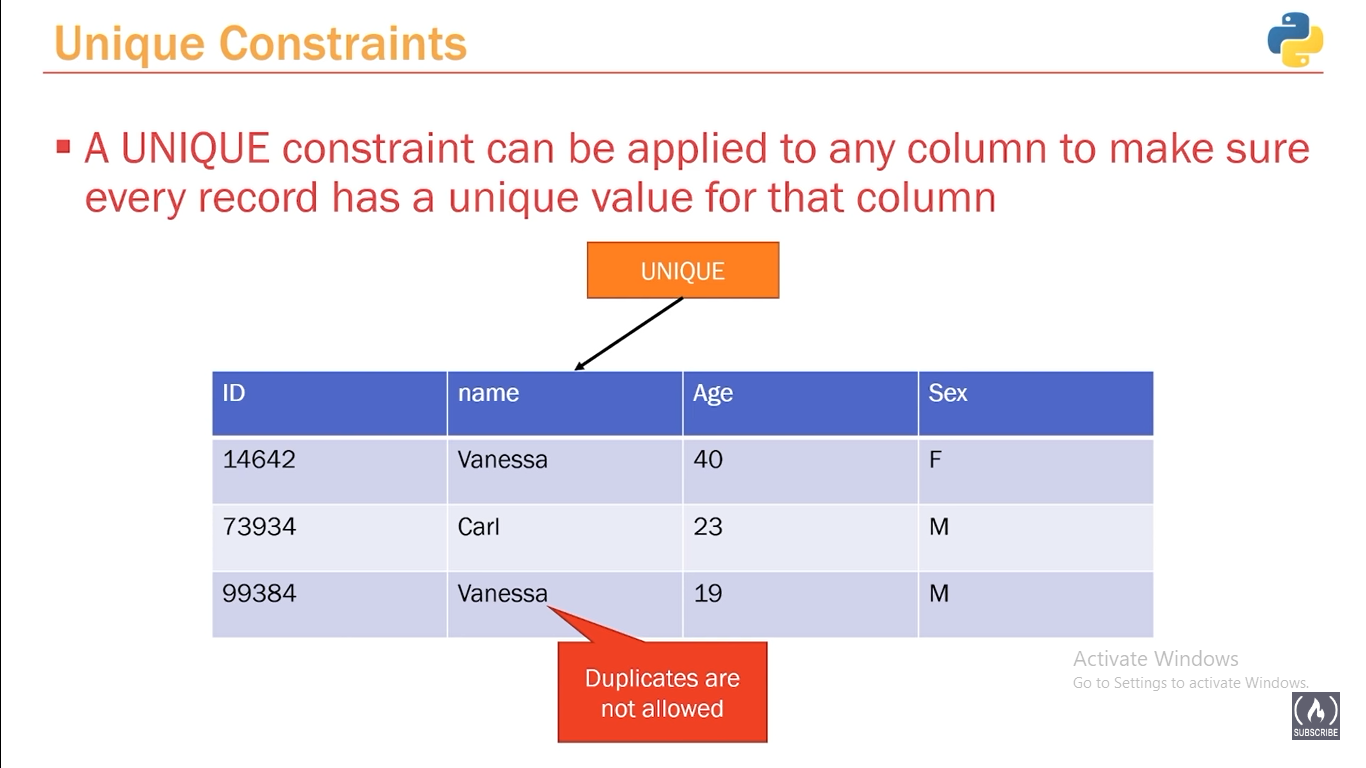 Unique Constraints
A UNIQUE constraint can be applied to any column to make sure
every record has a unique value for that column
UNIQUE
ID name Age Sex
14642 Vanessa 40 F
73934 Carl 23 M
99384 Vanessa 19 M
Duplicates are
not allowed
Activate Windows
Go to Settings to activate Windows.
SUBSCRIBE